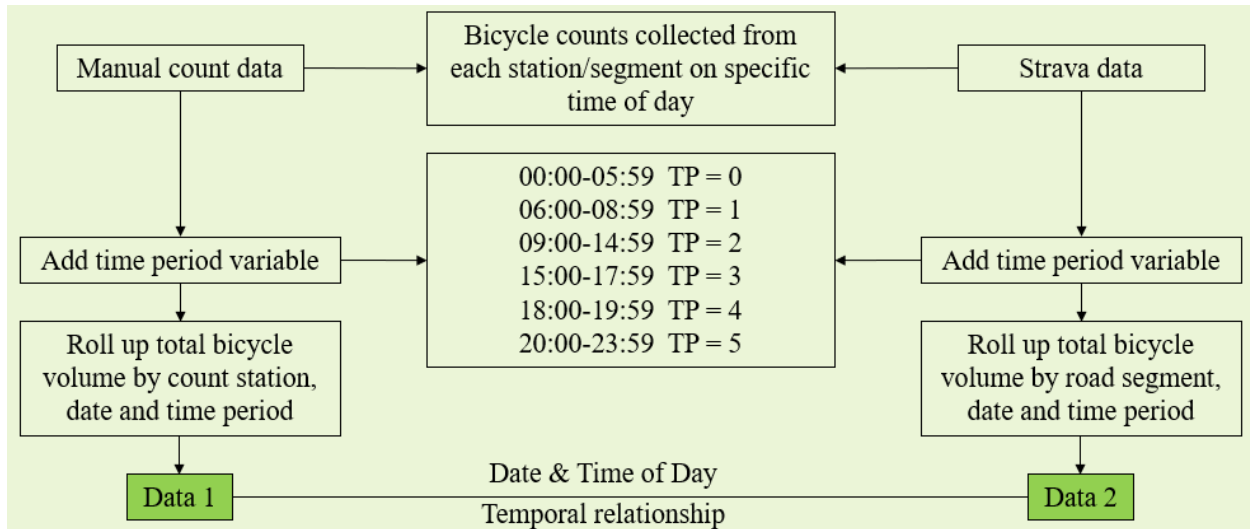 Manual count data
Bicycle counts collected from
each station/segment on specific
time of day
Strava data
00:00-05:59 TP = 0
06:00-08:59 TP = 1
09:00-14:59 TP = 2
15:00-17:59 TP = 3
18:00-19:59 TP = 4
20:00-23:59 TP = 5
Add time period variable
Add time period variable
Roll up total bicycle
volume by count station,
date and time period
Roll up total bicycle
volume by road segment,
date and time period
Data 1
Date & Time of Day
Temporal relationship
Data 2